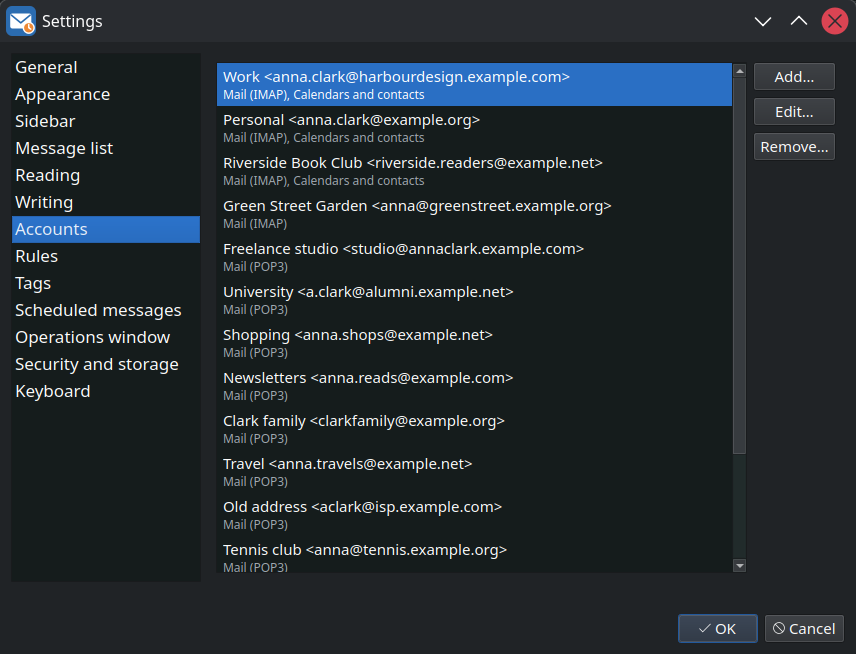 Settings
General
Appearance
Sidebar
Message list
Reading
Writing
Accounts
Rules
Tags
Scheduled messages
Operations window
Security and storage
Keyboard
Work <anna.clark@harbourdesign.example.com>
Mail (IMAP), Calendars and contacts
Personal <anna.clark@example.org>
Mail (IMAP), Calendars and contacts
Riverside Book Club <riverside.readers@example.net>
Mail (IMAP), Calendars and contacts
Green Street Garden <anna@greenstreet.example.org>
Mail (IMAP)
Freelance studio <studio@annaclark.example.com>
Mail (POP3)
University <a.clark@alumni.example.net>
Mail (POP3)
Shopping <anna.shops@example.net>
Mail (POP3)
Newsletters <anna.reads@example.com>
Mail (POP3)
Clark family <clarkfamily@example.org>
Mail (POP3)
Travel <anna.travels@example.net>
Mail (POP3)
Old address <aclark@isp.example.com>
Mail (POP3)
Tennis club <anna@tennis.example.org>
Mail (POP3)
Add...
Edit...
Remove...
OK
Cancel